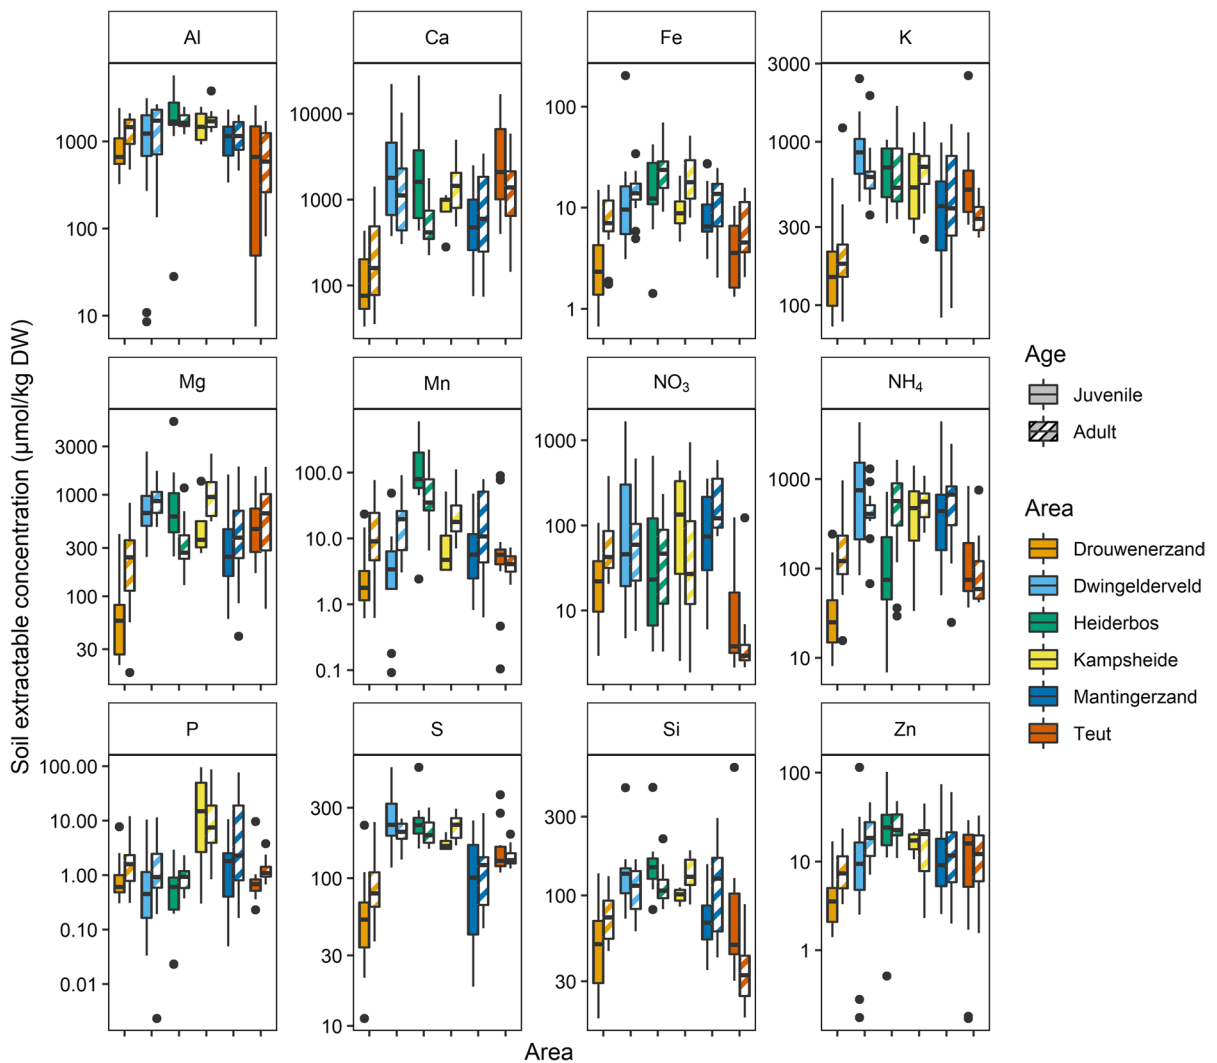 Al
Ca
Fe
K
1000
100
10
10000
1000
100
100
10
1
3000
1000
300
100
Mg
Mn
NO₃
NH₄
3000
1000
300
100
30
100.0
10.0
1.0
0.1
1000
100
10
1000
100
10
P
S
Si
Zn
100.00
10.00
1.00
0.10
0.01
300
100
30
10
300
100
30
100
10
1
Soil extractable concentration (μmol/kg DW)
Area
Age
Juvenile
Adult
Area
Drouwenerzand
Dwingelderveld
Heiderbos
Kampsheide
Mantingerzand
Teut